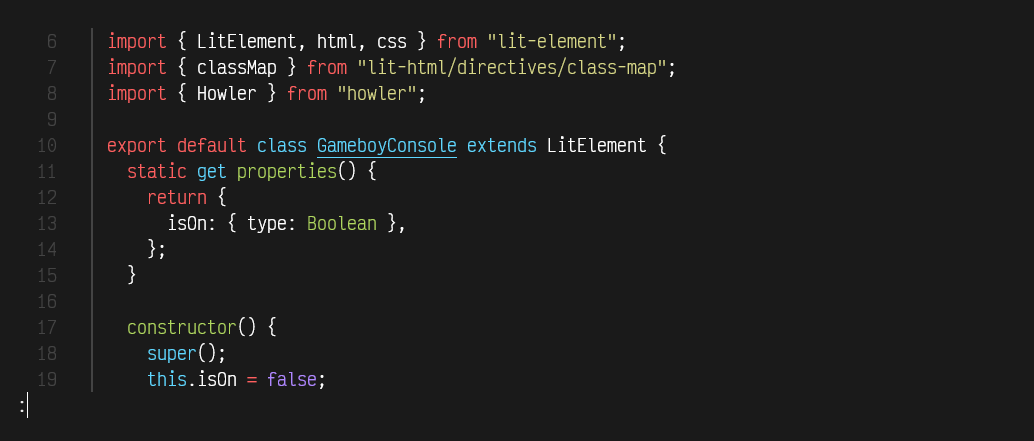 6 import { LitElement, html, css } from "lit-element";
7 import { classMap } from "lit-html/directives/class-map";
8 import { Howler } from "howler";
9
10 export default class GameboyConsole extends LitElement {
11 static get properties() {
12 return {
13 isOn: { type: Boolean },
14 };
15 }
16
17 constructor() {
18 super();
19 this.isOn = false;
: